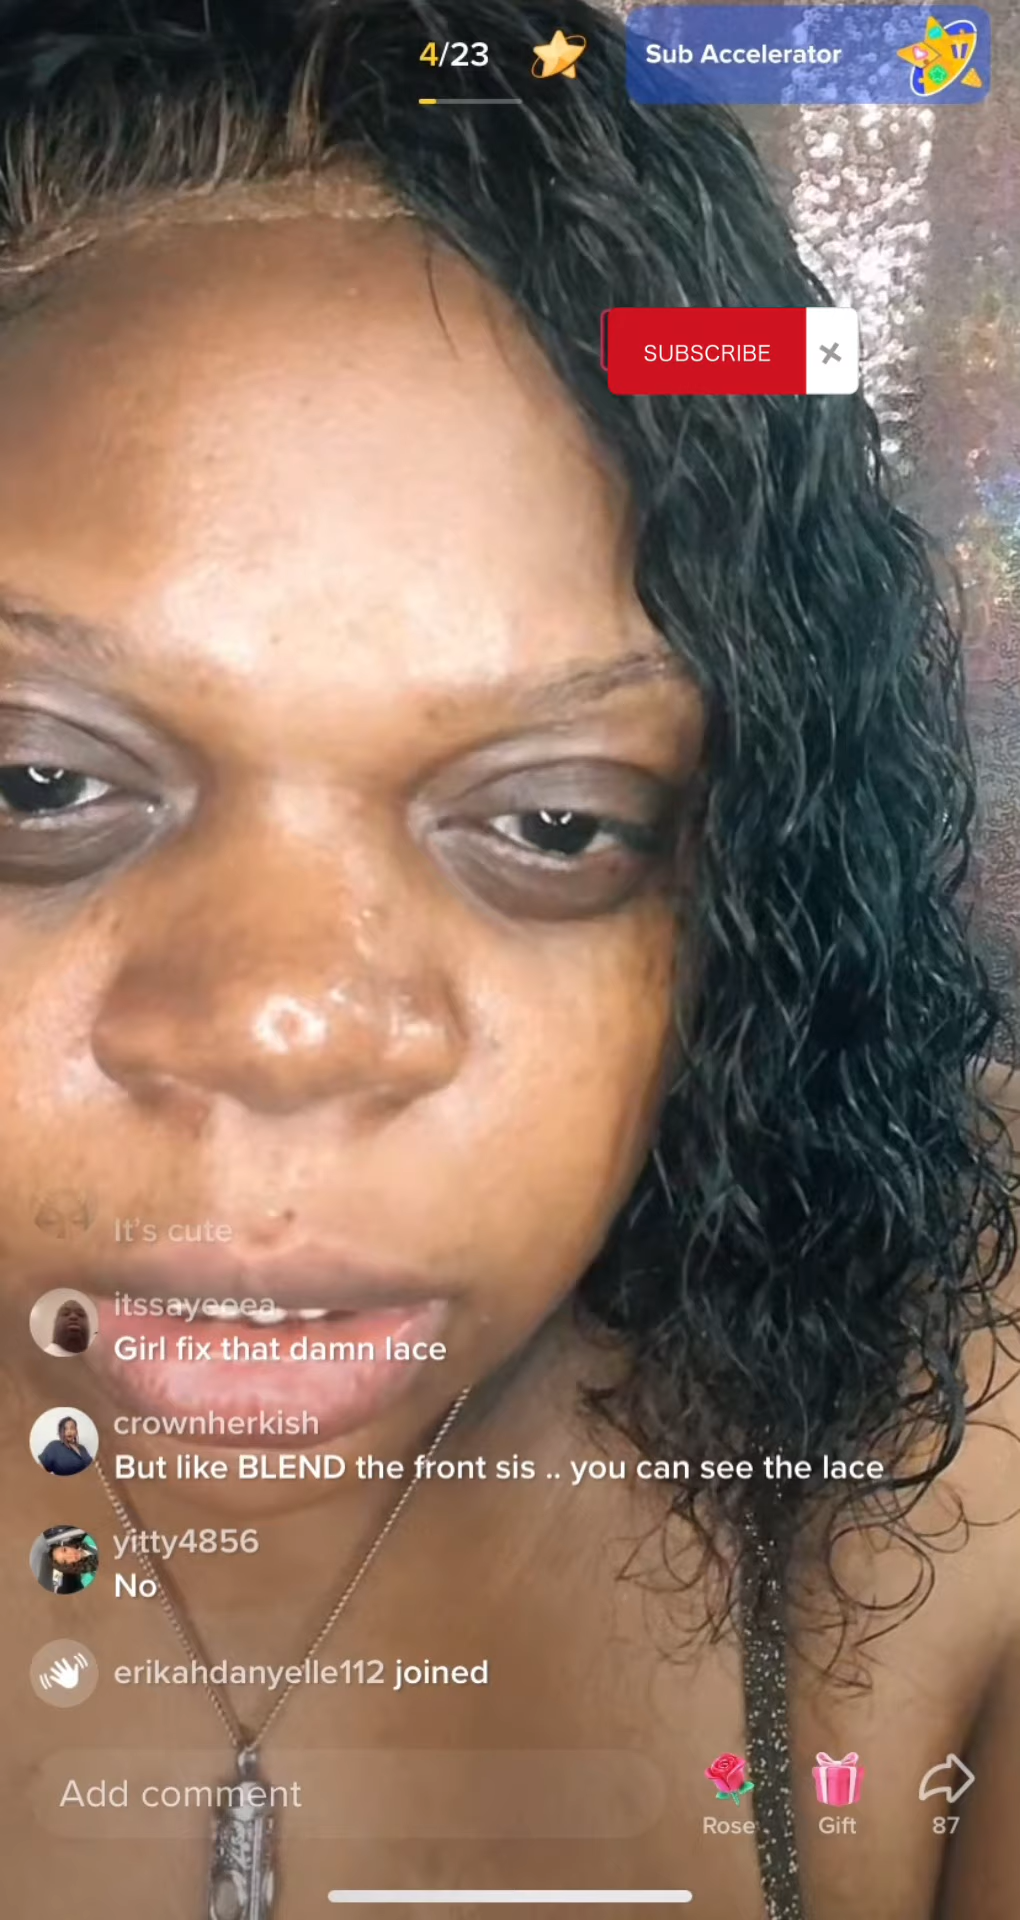 4/23
Sub Accelerator
SUBSCRIBE
It's cute
itssayeeea
Girl fix that damn lace
crownherkish
But like BLEND the front sis .. you can see the lace
yitty4856
No
erikahdanyelle112 joined
Add comment
Rose
Gift
87